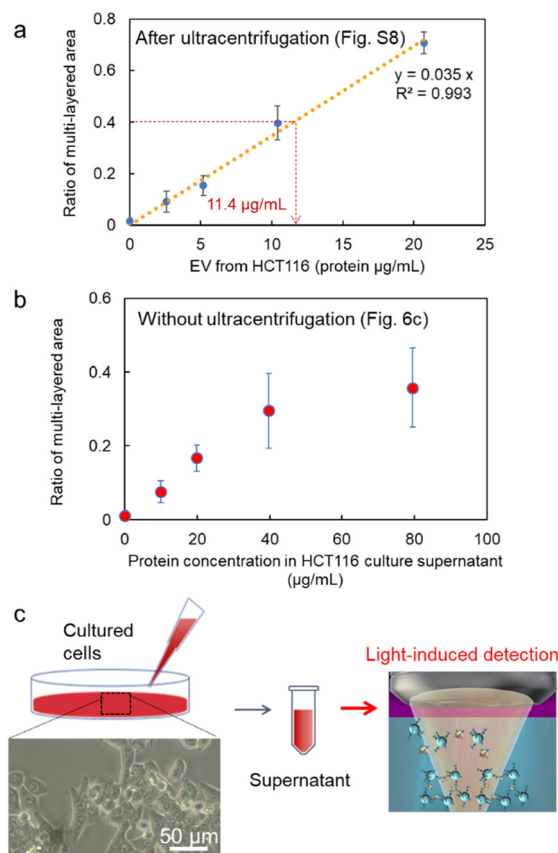 a
After ultracentrifugation (Fig. S8)
0.8
0.6
0.4
0.2
0
Ratio of multi-layered area
y = 0.035 x
R² = 0.993
11.4 µg/mL
0 5 10 15 20 25
EV from HCT116 (protein µg/mL)
b
Without ultracentrifugation (Fig. 6c)
0.6
0.4
0.2
0
Ratio of multi-layered area
0 20 40 60 80 100
Protein concentration in HCT116 culture supernatant
(µg/mL)
c
Cultured
cells
Light-induced detection
Supernatant
50 µm